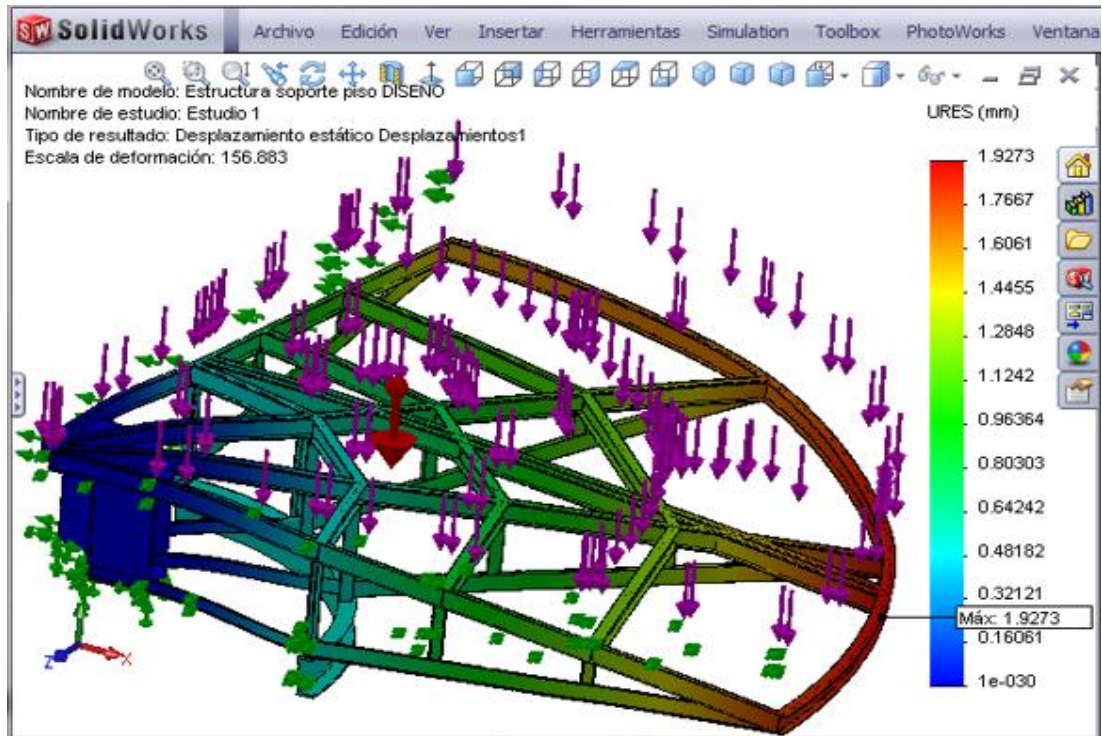 SolidWorks Archivo Edición Ver Insertar Herramientas Simulation Toolbox PhotoWorks Ventana
Nombre de modelo: Estructura soporte piso DISEÑO
Nombre de estudio: Estudio 1
Tipo de resultado: Desplazamiento estático Desplazamientos1
Escala de deformación: 156.883
URES (mm)
1.9273
1.7667
1.6061
1.4455
1.2848
1.1242
0.96364
0.80303
0.64242
0.48182
0.32121
Máx: 1.9273
0.16061
1e-030
Z X